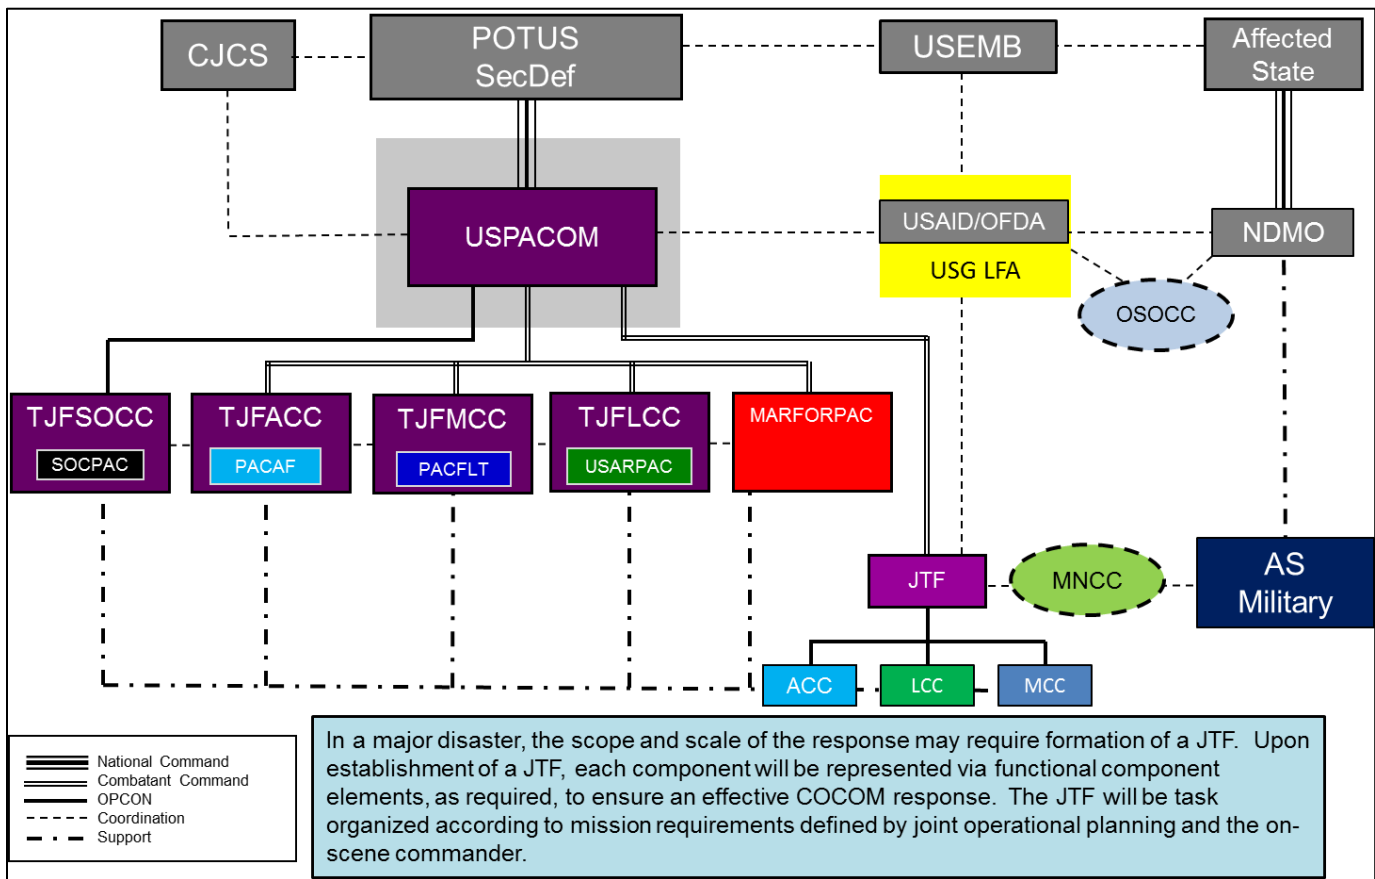 CJCS
POTUS
SecDef
USEMB
Affected
State
USPACOM
USAID/OFDA
USG LFA
NDMO
OSOCC
TJFSOCC
SOCPAC
TJFACC
PACAF
TJFMCC
PACFLT
TJFLCC
USARPAC
MARFORPAC
JTF
MNCC
AS
Military
ACC
LCC
MCC
National Command
Combatant Command
OPCON
Coordination
Support
In a major disaster, the scope and scale of the response may require formation of a JTF. Upon
establishment of a JTF, each component will be represented via functional component
elements, as required, to ensure an effective COCOM response. The JTF will be task
organized according to mission requirements defined by joint operational planning and the on-
scene commander.